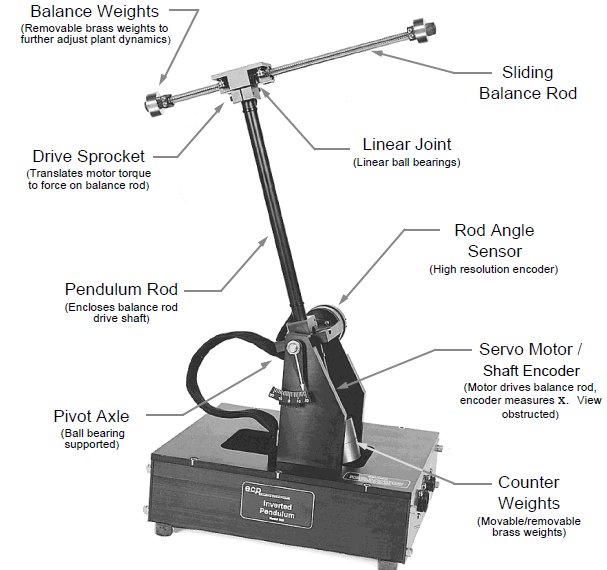 Balance Weights
(Removable brass weights to
further adjust plant dynamics)
Sliding
Balance Rod
Drive Sprocket
(Translates motor torque
to force on balance rod)
Linear Joint
(Linear ball bearings)
Rod Angle
Sensor
(High resolution encoder)
Pendulum Rod
(Encloses balance rod
drive shaft)
Servo Motor /
Shaft Encoder
(Motor drives balance rod,
encoder measures x. View
obstructed)
Pivot Axle
(Ball bearing
supported)
Counter
Weights
(Movable/removable
brass weights)
ecp
Inverted
Pendulum